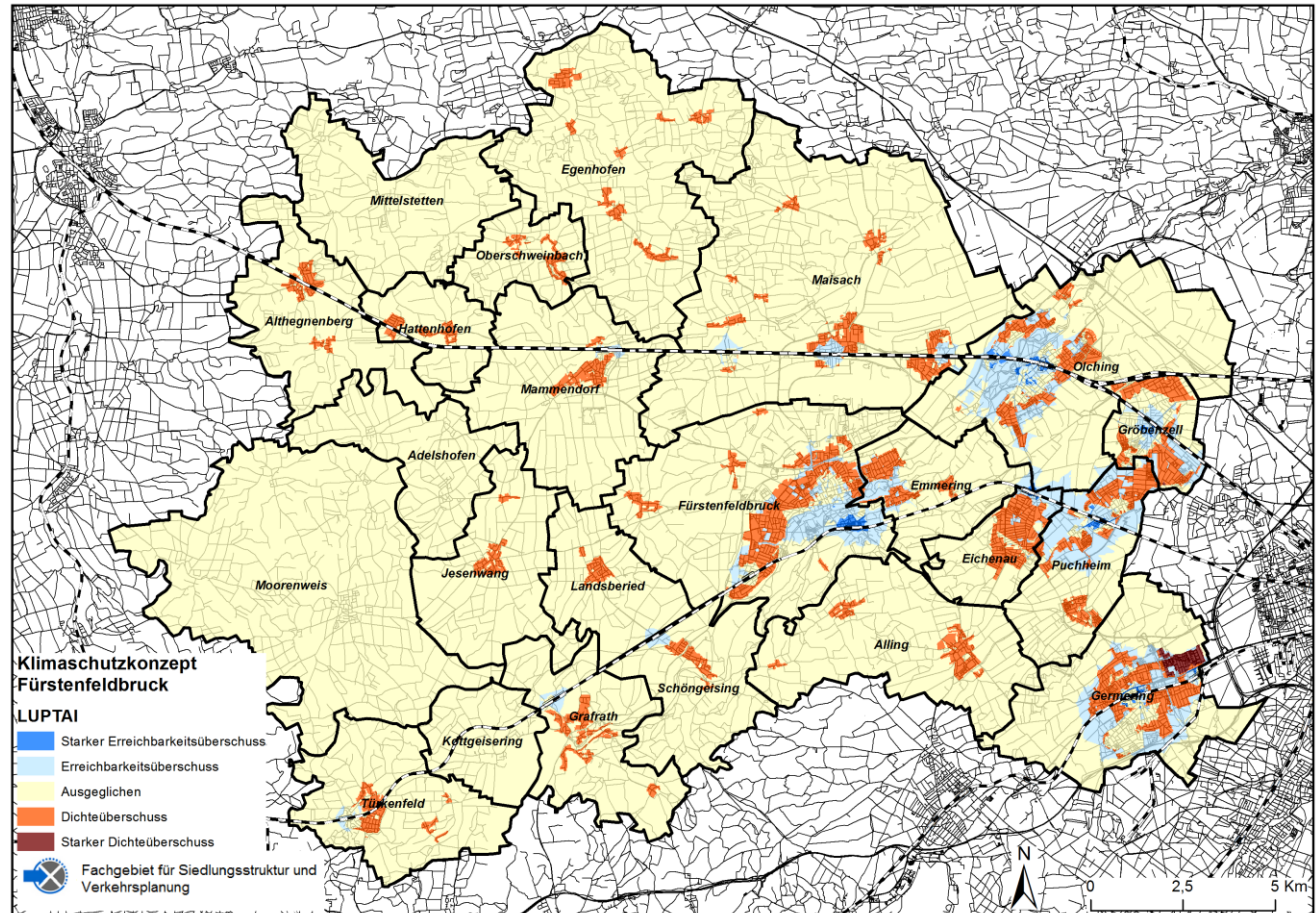 Mittelstetten
Egenhofen
Oberschweinbach
Maisach
Althegnenberg
Hattenhofen
Mammendorf
Olching
Gröbenzell
Adelshofen
Fürstenfeldbruck
Emmering
Eichenau
Puchheim
Moorenweis
Jesenwang
Landsberied
Alling
Schöngeising
Germering
Grafrath
Kottgeisering
Türkenfeld
Klimaschutzkonzept
Fürstenfeldbruck
LUPTAI
Starker Erreichbarkeitsüberschuss
Erreichbarkeitsüberschuss
Ausgeglichen
Dichteüberschuss
Starker Dichteüberschuss
Fachgebiet für Siedlungsstruktur und
Verkehrsplanung
N
0 2,5 5 Km